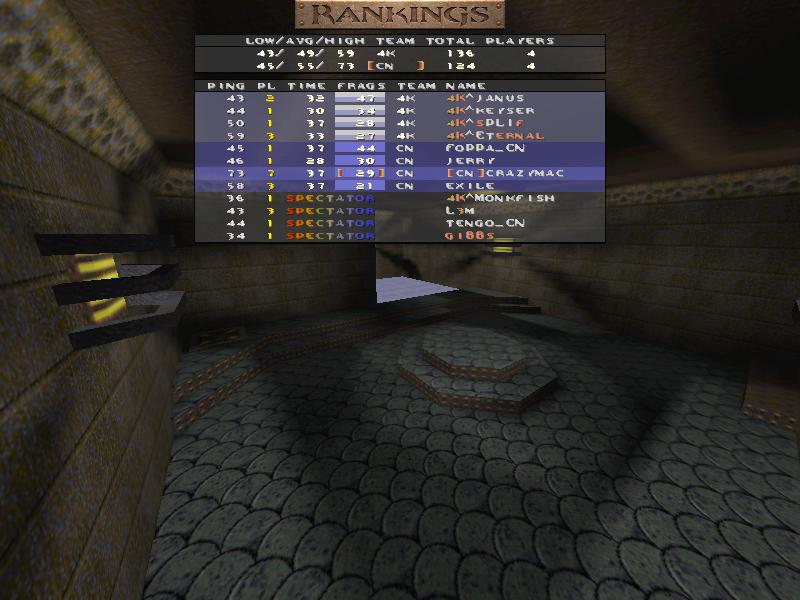 RANKINGS
LOW/AVG/HIGH TEAM TOTAL PLAYERS
43/ 49/ 59 4K 136 4
45/ 55/ 73 [CN ] 124 4
PING PL TIME FRAGS TEAM NAME
43 2 32 47 4K 4K^JANUS
44 1 30 34 4K 4K^KEYSER
50 1 37 28 4K 4K^SPLIF
59 3 33 27 4K 4K^ETERNAL
45 1 37 44 CN FOPPA_CN
46 1 28 30 CN JERRY
73 7 37 [ 29 ] CN [CN ]CRAZYMAC
58 3 37 21 CN EXILE
36 1 SPECTATOR 4K^MONKFISH
43 3 SPECTATOR L3M
44 1 SPECTATOR TENGO_CN
34 1 SPECTATOR GIBBS